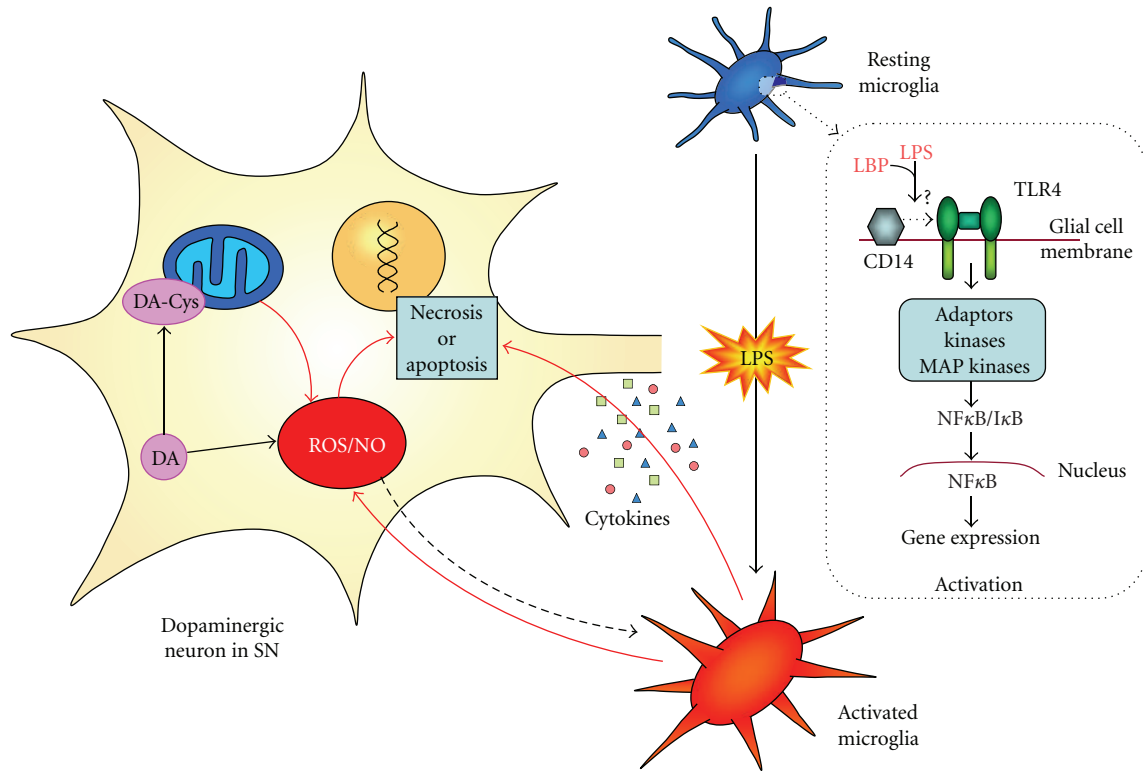 Resting
microglia
LPS
LBP
?
TLR4
Glial cell
membrane
CD14
DA-Cys
Necrosis
or
apoptosis
Adaptors
kinases
MAP kinases
LPS
NFκB/IκB
ROS/NO
DA
Nucleus
NFκB
Cytokines
Gene expression
Activation
Dopaminergic
neuron in SN
Activated
microglia